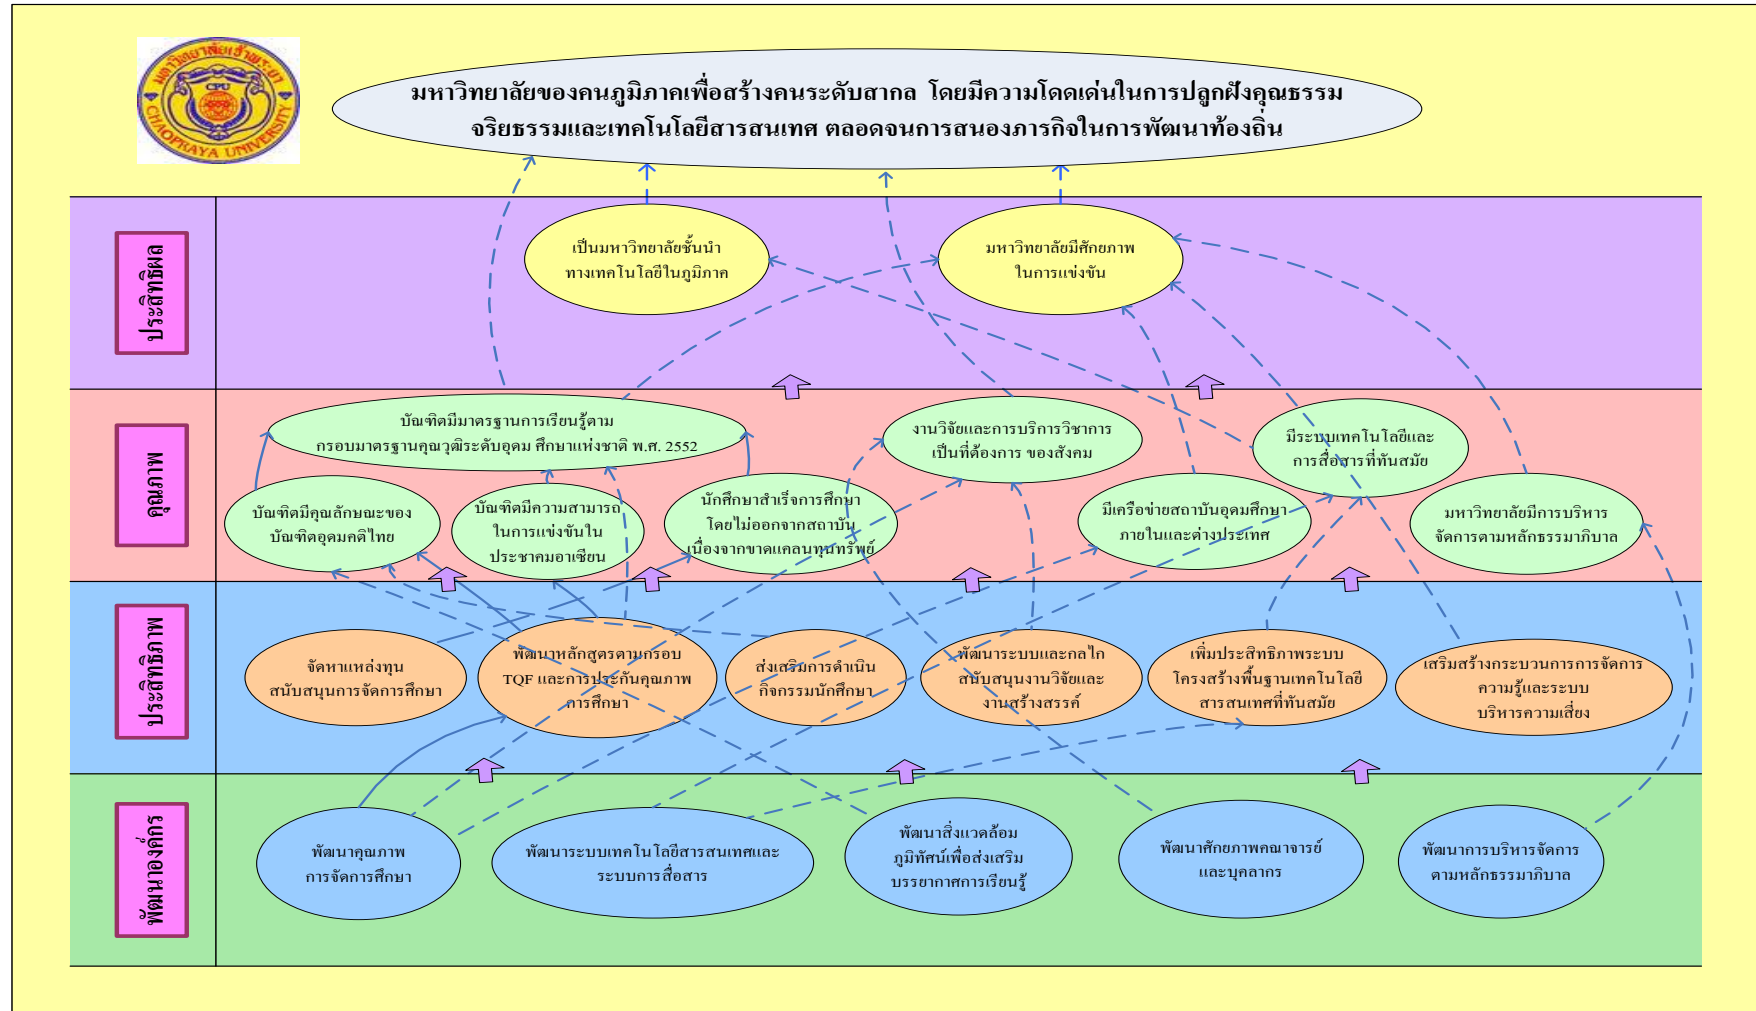 มหาวิทยาลัยเจ้าพระยา
CPU
CHAOPRAYA UNIVERSITY
มหาวิทยาลัยของคนภูมิภาคเพื่อสร้างคนระดับสากล โดยมีความโดดเด่นในการปลูกฝังคุณธรรม
จริยธรรมและเทคโนโลยีสารสนเทศ ตลอดจนการสนองภารกิจในการพัฒนาท้องถิ่น
ประสิทธิผล
เป็นมหาวิทยาลัยชั้นนำ
ทางเทคโนโลยีในภูมิภาค
มหาวิทยาลัยมีศักยภาพ
ในการแข่งขัน
คุณภาพ
บัณฑิตมีมาตรฐานการเรียนรู้ตาม
กรอบมาตรฐานคุณวุฒิระดับอุดม ศึกษาแห่งชาติ พ.ศ. 2552
งานวิจัยและการบริการวิชาการ
เป็นที่ต้องการ ของสังคม
มีระบบเทคโนโลยีและ
การสื่อสารที่ทันสมัย
บัณฑิตมีคุณลักษณะของ
บัณฑิตอุดมคติไทย
บัณฑิตมีความสามารถ
ในการแข่งขันใน
ประชาคมอาเซียน
นักศึกษาสำเร็จการศึกษา
โดยไม่ออกจากสถาบัน
เนื่องจากขาดแคลนทุนทรัพย์
มีเครือข่ายสถาบันอุดมศึกษา
ภายในและต่างประเทศ
มหาวิทยาลัยมีการบริหาร
จัดการตามหลักธรรมาภิบาล
ประสิทธิภาพ
จัดหาแหล่งทุน
สนับสนุนการจัดการศึกษา
พัฒนาหลักสูตรตามกรอบ
TQF และการประกันคุณภาพ
การศึกษา
ส่งเสริมการดำเนิน
กิจกรรมนักศึกษา
พัฒนาระบบและกลไก
สนับสนุนงานวิจัยและ
งานสร้างสรรค์
เพิ่มประสิทธิภาพระบบ
โครงสร้างพื้นฐานเทคโนโลยี
สารสนเทศที่ทันสมัย
เสริมสร้างกระบวนการการจัดการ
ความรู้และระบบ
บริหารความเสี่ยง
พัฒนาองค์กร
พัฒนาคุณภาพ
การจัดการศึกษา
พัฒนาระบบเทคโนโลยีสารสนเทศและ
ระบบการสื่อสาร
พัฒนาสิ่งแวดล้อม
ภูมิทัศน์เพื่อส่งเสริม
บรรยากาศการเรียนรู้
พัฒนาศักยภาพคณาจารย์
และบุคลากร
พัฒนาการบริหารจัดการ
ตามหลักธรรมาภิบาล